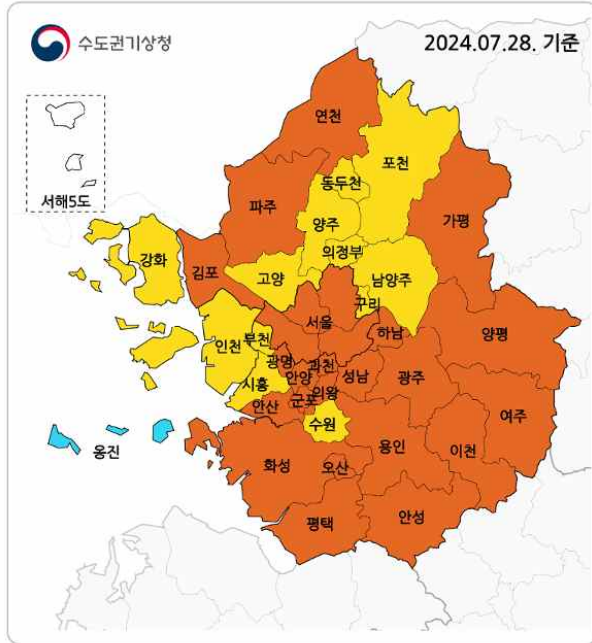 수도권기상청
2024.07.28. 기준
서해5도
연천
포천
동두천
파주
가평
양주
강화
의정부
김포
고양
남양주
구리
서울
인천
부천
하남
양평
광명
과천
안양
성남
광주
시흥
의왕
군포
안산
여주
수원
옹진
용인
이천
화성
오산
안성
평택